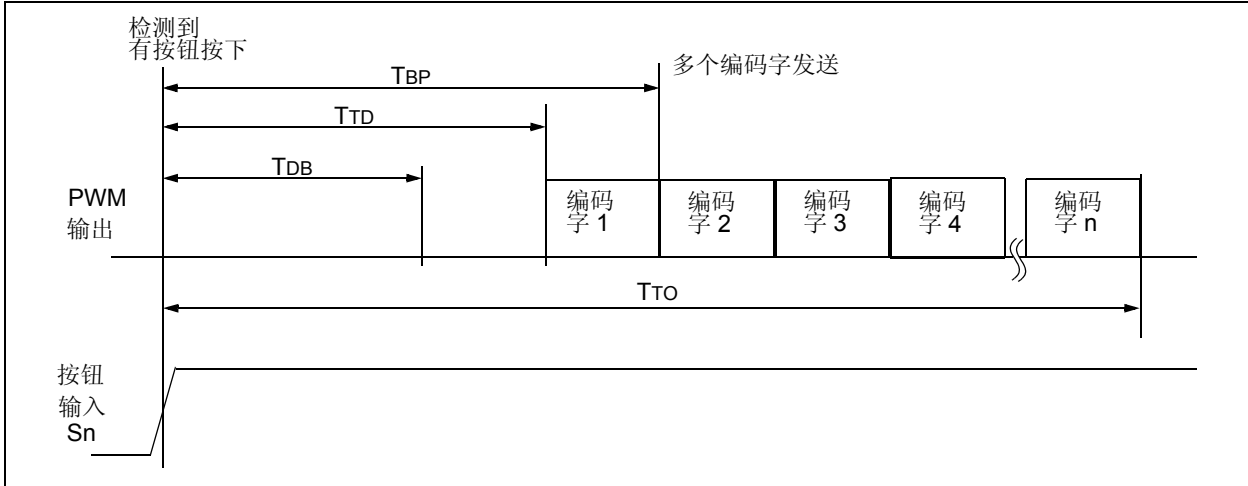 检测到
有按钮按下
多个编码字发送
TBP
TTD
TDB
PWM
输出
编码
字 1
编码
字 2
编码
字 3
编码
字 4
编码
字 n
TTO
按钮
输入
Sn